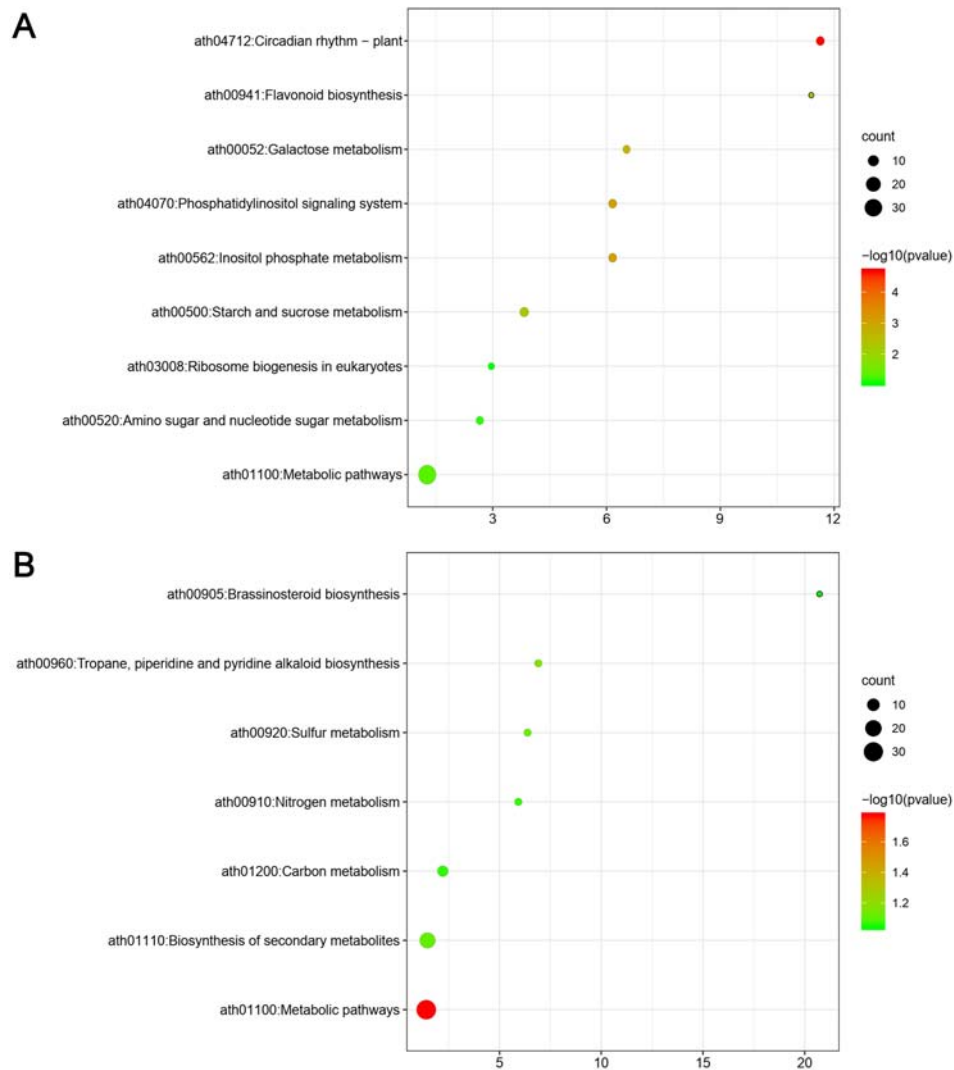 A
ath04712:Circadian rhythm − plant
ath00941:Flavonoid biosynthesis
ath00052:Galactose metabolism
ath04070:Phosphatidylinositol signaling system
ath00562:Inositol phosphate metabolism
ath00500:Starch and sucrose metabolism
ath03008:Ribosome biogenesis in eukaryotes
ath00520:Amino sugar and nucleotide sugar metabolism
ath01100:Metabolic pathways
3 6 9 12
count
10
20
30
−log10(pvalue)
4
3
2
B
ath00905:Brassinosteroid biosynthesis
ath00960:Tropane, piperidine and pyridine alkaloid biosynthesis
ath00920:Sulfur metabolism
ath00910:Nitrogen metabolism
ath01200:Carbon metabolism
ath01110:Biosynthesis of secondary metabolites
ath01100:Metabolic pathways
5 10 15 20
count
10
20
30
−log10(pvalue)
1.6
1.4
1.2